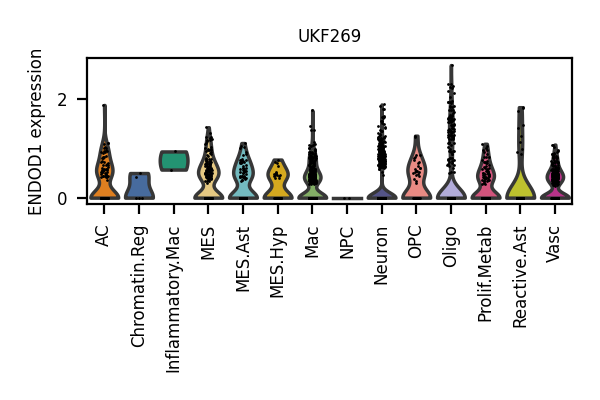 UKF269
ENDOD1 expression
2
0
AC
Chromatin.Reg
Inflammatory.Mac
MES
MES.Ast
MES.Hyp
Mac
NPC
Neuron
OPC
Oligo
Prolif.Metab
Reactive.Ast
Vasc